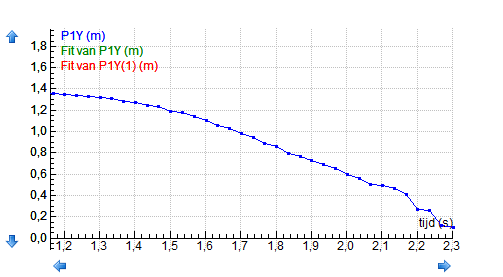 P1Y (m)
Fit van P1Y (m)
Fit van P1Y(1) (m)
1,8
1,6
1,4
1,2
1,0
0,8
0,6
0,4
0,2
0,0
tijd (s)
1,2 1,3 1,4 1,5 1,6 1,7 1,8 1,9 2,0 2,1 2,2 2,3